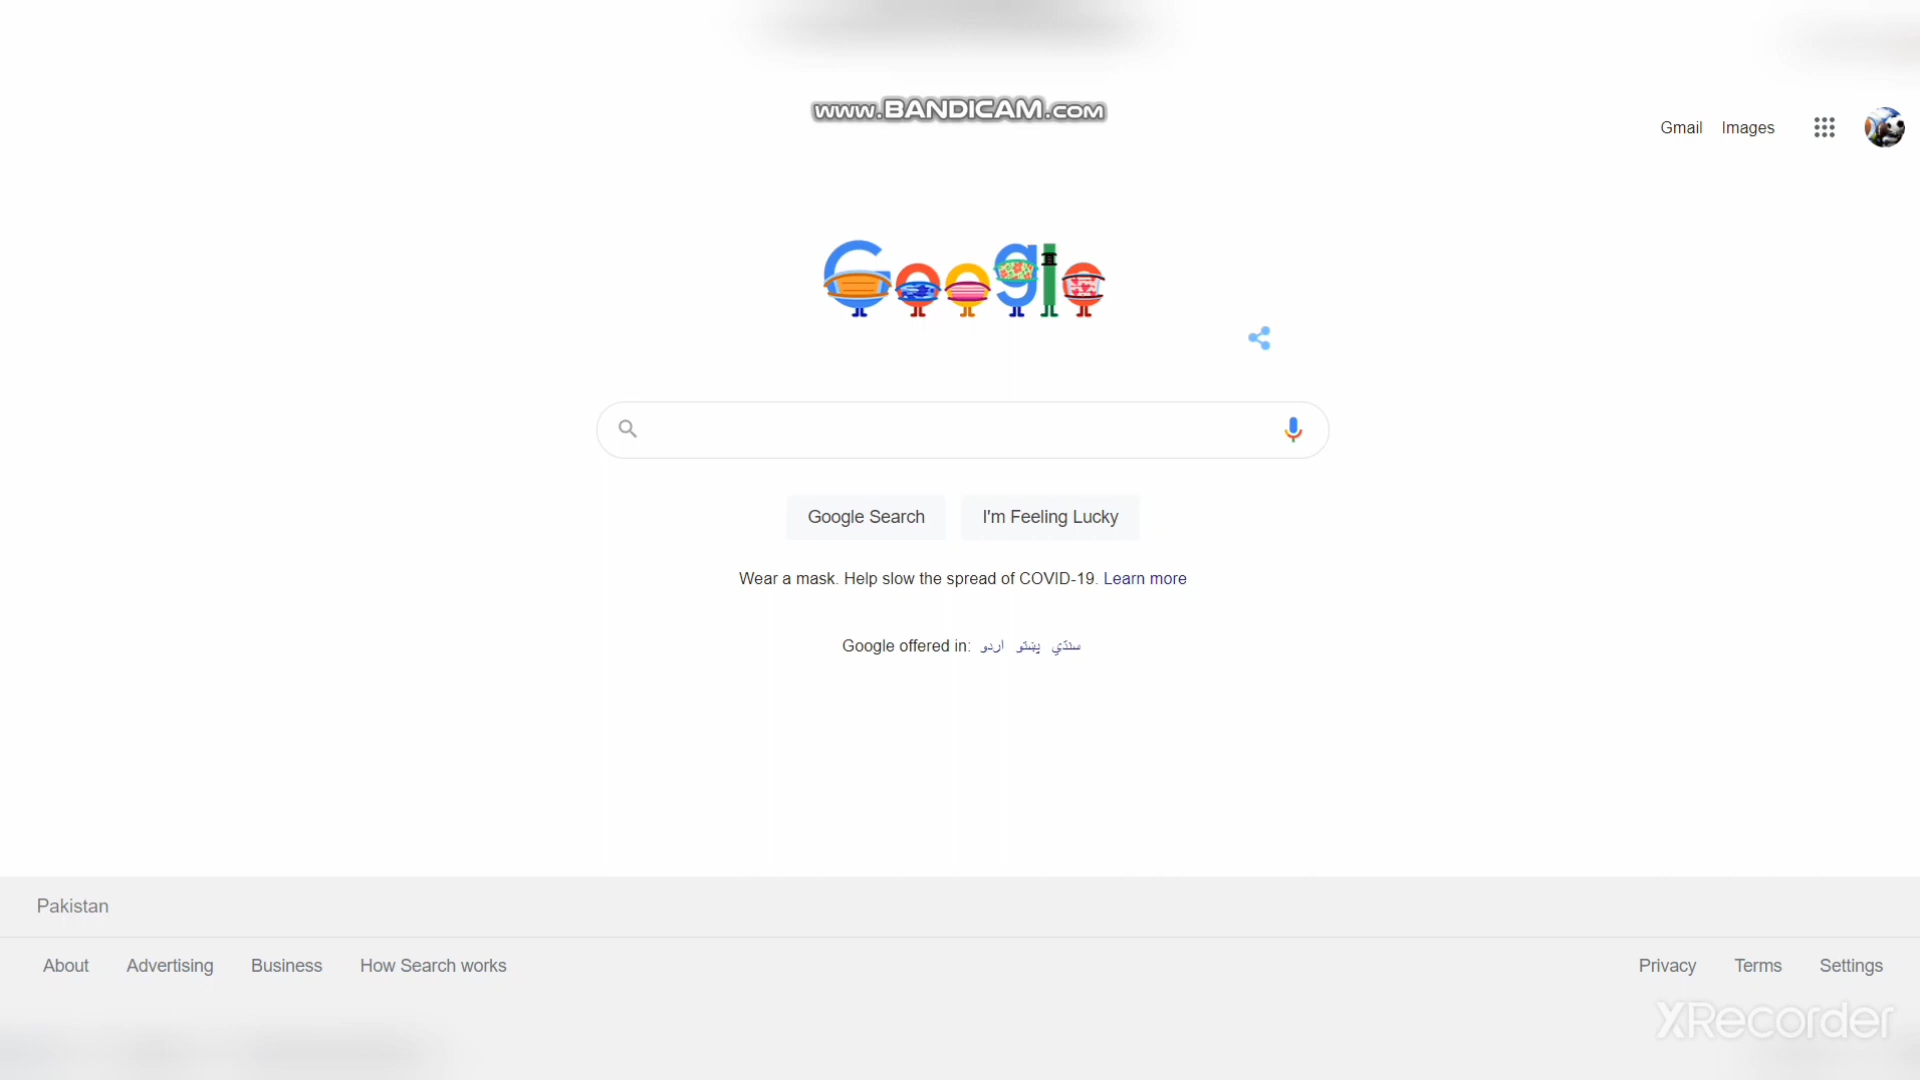 www.BANDICAM.com
Gmail Images
Google
Google Search I'm Feeling Lucky
Wear a mask. Help slow the spread of COVID-19. Learn more
Google offered in: اردو پښتو سنڌي
Pakistan
About Advertising Business How Search works Privacy Terms Settings
XRecorder